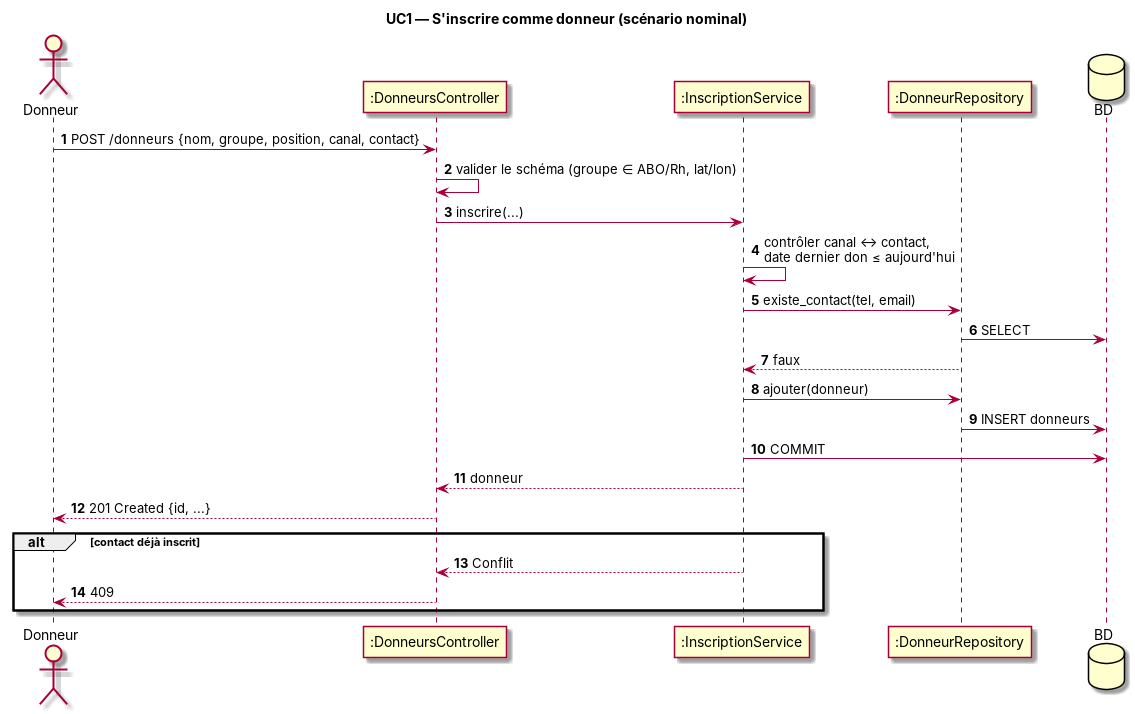 UC1 — S'inscrire comme donneur (scénario nominal)
Donneur
:DonneursController
:InscriptionService
:DonneurRepository
BD
1 POST /donneurs {nom, groupe, position, canal, contact}
2 valider le schéma (groupe ∈ ABO/Rh, lat/lon)
3 inscrire(...)
4 contrôler canal ↔ contact,
date dernier don ≤ aujourd'hui
5 existe_contact(tel, email)
6 SELECT
7 faux
8 ajouter(donneur)
9 INSERT donneurs
10 COMMIT
11 donneur
12 201 Created {id, ...}
alt [contact déjà inscrit]
13 Conflit
14 409
Donneur
:DonneursController
:InscriptionService
:DonneurRepository
BD